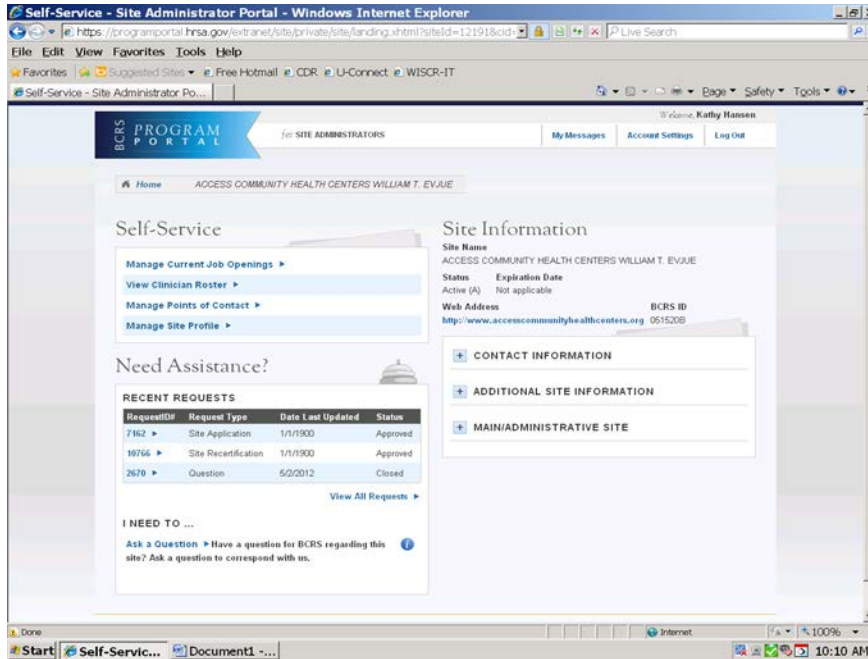 Self-Service - Site Administrator Portal - Windows Internet Explorer
https://programportal.hrsa.gov/extranet/site/private/site/landing.xhtml?siteId=12191&cid=
Live Search
File Edit View Favorites Tools Help
Favorites Suggested Sites Free Hotmail CDR U-Connect WISCR-IT
Self-Service - Site Administrator Po...
Page Safety Tools
Welcome, Kathy Hansen
BCRS PROGRAM PORTAL
for SITE ADMINISTRATORS
My Messages Account Settings Log Out
Home ACCESS COMMUNITY HEALTH CENTERS WILLIAM T. EVJUE
Self-Service
Manage Current Job Openings
View Clinician Roster
Manage Points of Contact
Manage Site Profile
Need Assistance?
RECENT REQUESTS
RequestID# Request Type Date Last Updated Status
7162 Site Application 1/1/1900 Approved
10766 Site Recertification 1/1/1900 Approved
2670 Question 5/2/2012 Closed
View All Requests
I NEED TO ...
Ask a Question Have a question for BCRS regarding this
site? Ask a question to correspond with us.
Site Information
Site Name
ACCESS COMMUNITY HEALTH CENTERS WILLIAM T. EVJUE
Status Expiration Date
Active (A) Not applicable
Web Address BCRS ID
http://www.accesscommunityhealthcenters.org 051520B
+ CONTACT INFORMATION
+ ADDITIONAL SITE INFORMATION
+ MAIN/ADMINISTRATIVE SITE
Done Internet 100%
Start Self-Servic... Document1 -... 10:10 AM